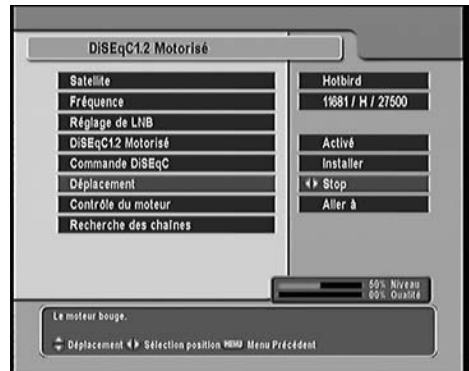 DiSEqC1.2 Motorisé
Satellite Hotbird
Fréquence 11681 / H / 27500
Réglage de LNB
DiSEqC1.2 Motorisé Activé
Commande DiSEqC Installer
Déplacement Stop
Contrôle du moteur Aller à
Recherche des chaînes
50% Niveau
00% Qualité
Le moteur bouge.
Déplacement Sélection position MENU Menu Précédent